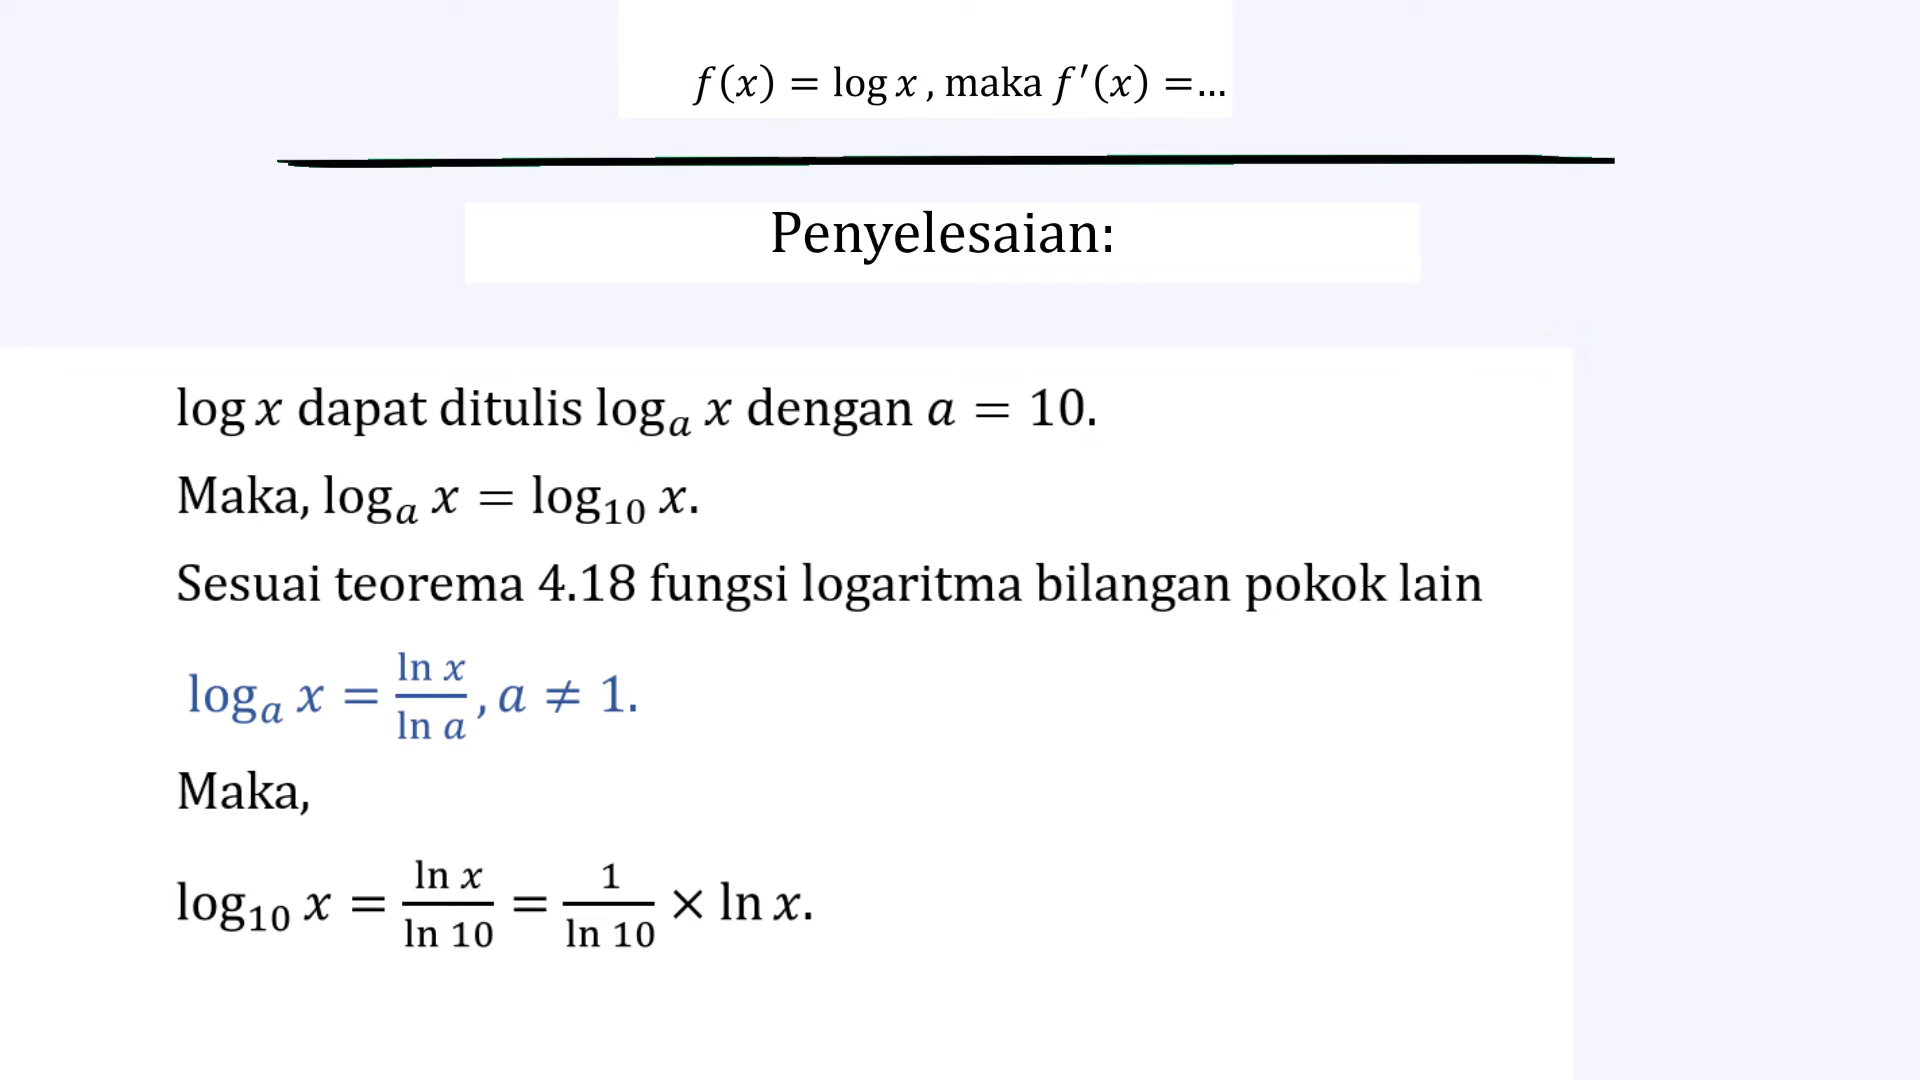 f(x) = log x , maka f′(x) =...
Penyelesaian:
log x dapat ditulis logₐ x dengan a = 10.
Maka, logₐ x = log₁₀ x.
Sesuai teorema 4.18 fungsi logaritma bilangan pokok lain
logₐ x = ln x / ln a , a ≠ 1.
Maka,
log₁₀ x = ln x / ln 10 = 1 / ln 10 × ln x.